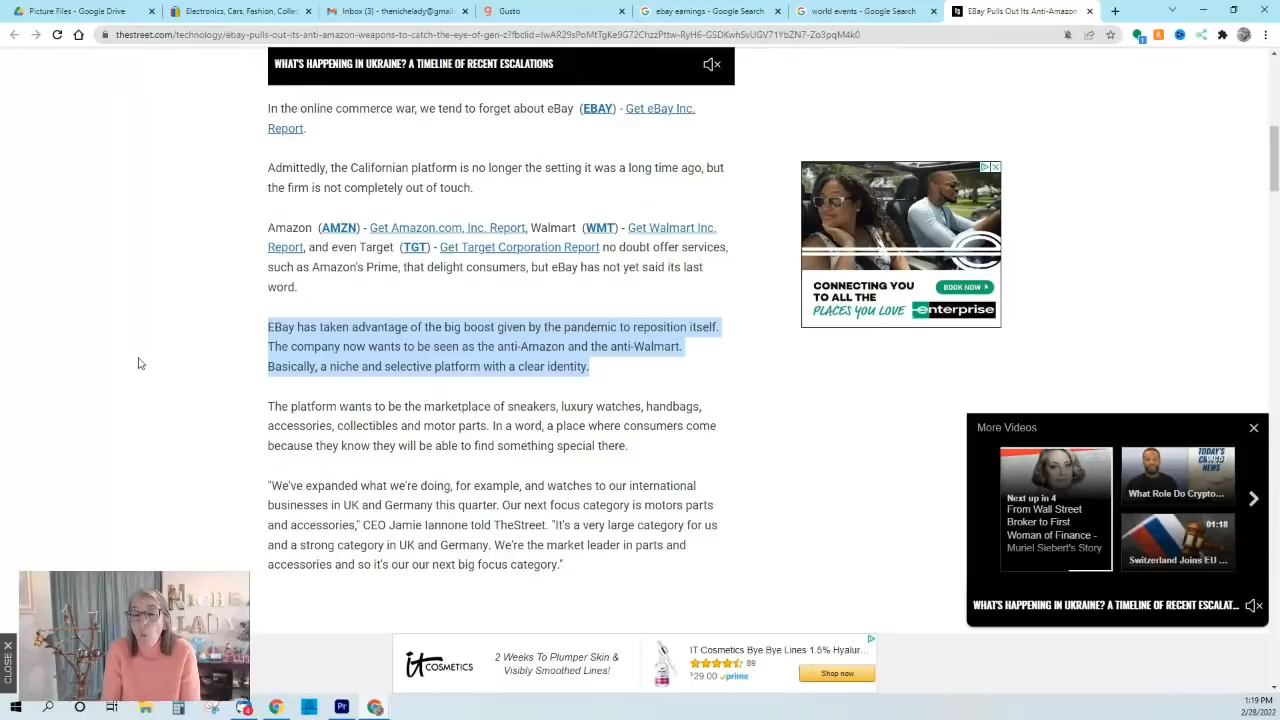 Pictures - Google Drive
Electronics, Cars, Fashion, Collec
Inbox - thenichelady@gmail
Gusto
ebay earnings - Google Search
world events - Google Search
Ebay Pulls Out Its Anti-Amazon
thestreet.com/technology/ebay-pulls-out-its-anti-amazon-weapons-to-catch-the-eye-of-gen-z?fbclid=IwAR29sPoMtTgKe9G72ChzzPttw-RyH6-GSDKwhSvUGV71YbZN7-Zo3pqM4k0
WHAT'S HAPPENING IN UKRAINE? A TIMELINE OF RECENT ESCALATIONS
In the online commerce war, we tend to forget about eBay (EBAY) - Get eBay Inc.
Report.
Admittedly, the Californian platform is no longer the setting it was a long time ago, but
the firm is not completely out of touch.
Amazon (AMZN) - Get Amazon.com, Inc. Report, Walmart (WMT) - Get Walmart Inc.
Report, and even Target (TGT) - Get Target Corporation Report no doubt offer services,
such as Amazon's Prime, that delight consumers, but eBay has not yet said its last
word.
EBay has taken advantage of the big boost given by the pandemic to reposition itself.
The company now wants to be seen as the anti-Amazon and the anti-Walmart.
Basically, a niche and selective platform with a clear identity.
The platform wants to be the marketplace of sneakers, luxury watches, handbags,
accessories, collectibles and motor parts. In a word, a place where consumers come
because they know they will be able to find something special there.
"We've expanded what we're doing, for example, and watches to our international
businesses in UK and Germany this quarter. Our next focus category is motors parts
and accessories," CEO Jamie Iannone told TheStreet. "It's a very large category for us
and a strong category in UK and Germany. We're the market leader in parts and
accessories and so it's our our next big focus category."
CONNECTING YOU
TO ALL THE
PLACES YOU LOVE
BOOK NOW
enterprise
More Videos
Next up in 4
From Wall Street
Broker to First
Woman of Finance -
Muriel Siebert's Story
TODAY'S
NEWS
What Role Do Crypto...
01:18
Switzerland Joins EU ...
WHAT'S HAPPENING IN UKRAINE? A TIMELINE OF RECENT ESCALAT...
CLOSE X
it COSMETICS
2 Weeks To Plumper Skin &
Visibly Smoothed Lines!
IT Cosmetics Bye Bye Lines 1.5% Hyalur...
89
$29.00 prime
Shop now
Pr
4
1:19 PM
2/28/2022